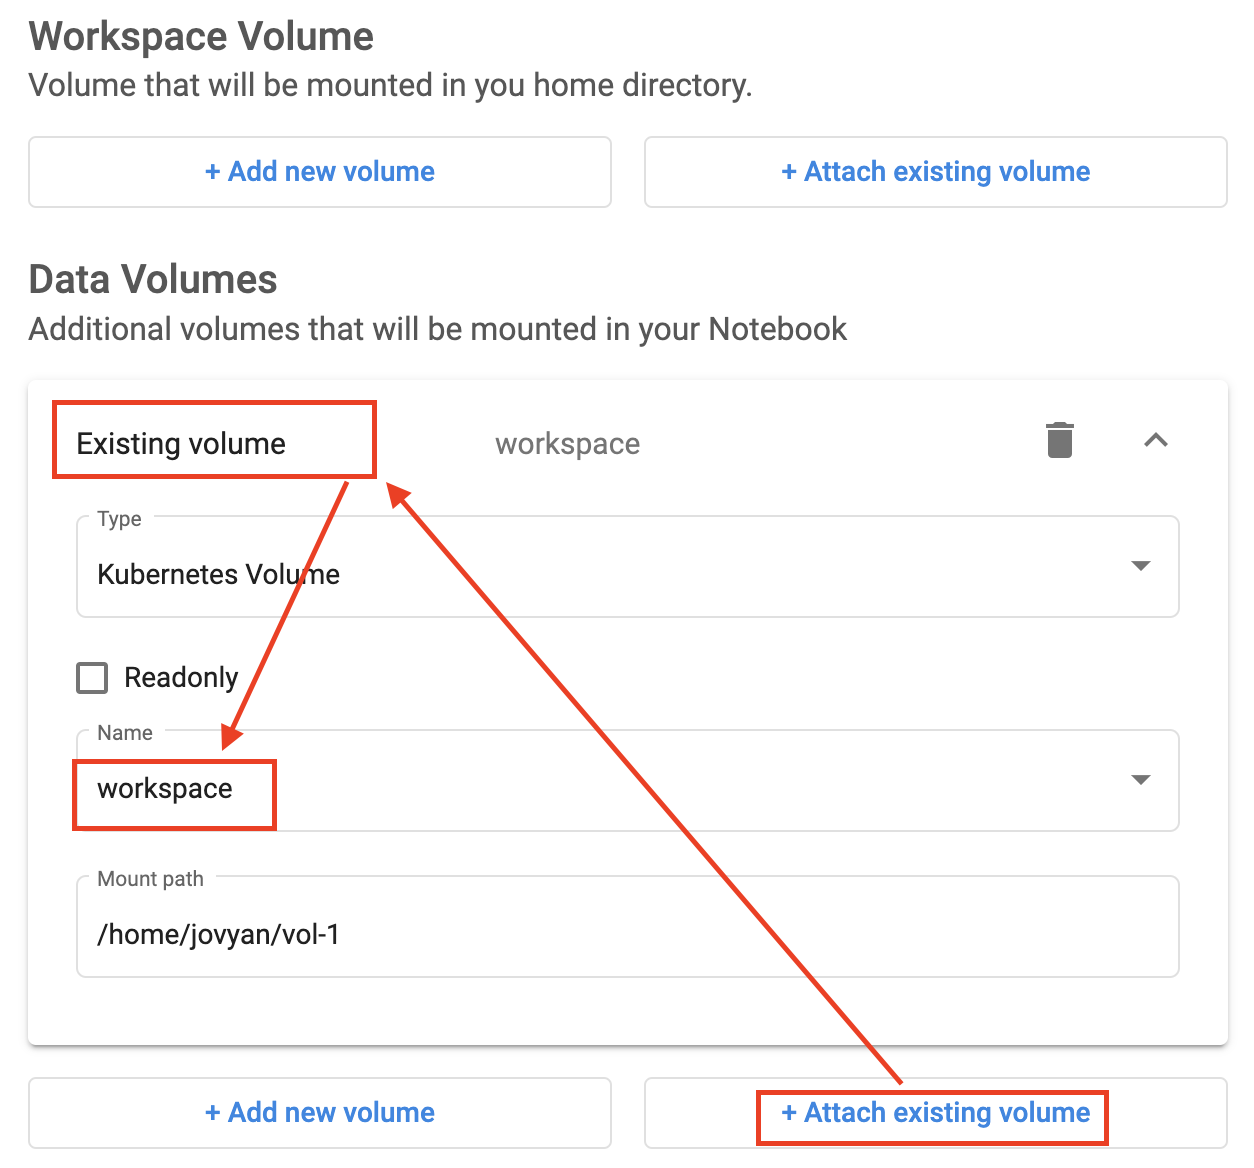 Workspace Volume
Volume that will be mounted in you home directory.
+ Add new volume
+ Attach existing volume
Data Volumes
Additional volumes that will be mounted in your Notebook
Existing volume
workspace
Type
Kubernetes Volume
Readonly
Name
workspace
Mount path
/home/jovyan/vol-1
+ Add new volume
+ Attach existing volume